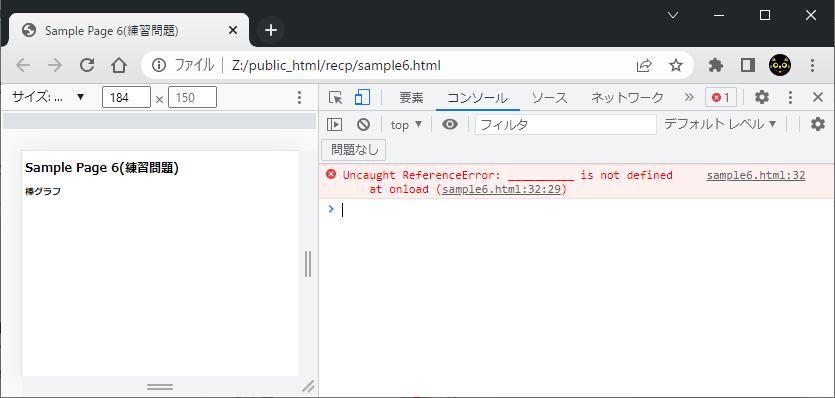 Sample Page 6(練習問題)
ファイル Z:/public_html/recp/sample6.html
サイズ: ... 184 × 150
要素 コンソール ソース ネットワーク 1
top フィルタ デフォルト レベル
問題なし
Sample Page 6(練習問題)
棒グラフ
Uncaught ReferenceError: __________ is not defined sample6.html:32
at onload (sample6.html:32:29)